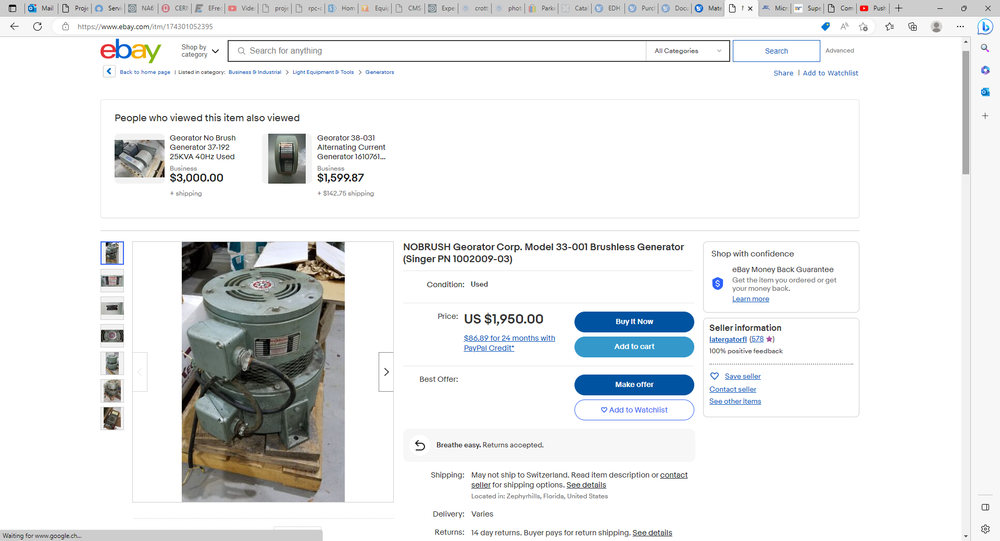 Mail
Proje
Servi
NA6
CERN
EFree
Video
proje
rpc-c
Hom
Equip
CMS-
Expe
crott
phot
Parke
Catal
EDH
Purch
Docu
Mate
Micro
Supe
Com
Push
https://www.ebay.com/itm/174301052395
ebay
Shop by
category
Search for anything
All Categories
Search
Advanced
Back to home page | Listed in category: Business & Industrial > Light Equipment & Tools > Generators
Share | Add to Watchlist
People who viewed this item also viewed
Georator No Brush
Generator 37-192
25KVA 40Hz Used
Business
$3,000.00
+ shipping
Georator 38-031
Alternating Current
Generator 1610761...
Business
$1,599.87
+ $142.75 shipping
NOBRUSH
NOBRUSH Georator Corp. Model 33-001 Brushless Generator
(Singer PN 1002009-03)
Condition: Used
Price: US $1,950.00
$86.89 for 24 months with
PayPal Credit*
Buy It Now
Add to cart
Best Offer:
Make offer
Add to Watchlist
Breathe easy. Returns accepted.
Shipping: May not ship to Switzerland. Read item description or contact
seller for shipping options. See details
Located in: Zephyrhills, Florida, United States
Delivery: Varies
Returns: 14 day returns. Buyer pays for return shipping. See details
Shop with confidence
eBay Money Back Guarantee
Get the item you ordered or get
your money back.
Learn more
Seller information
latergatorfl (578)
100% positive feedback
Save seller
Contact seller
See other items
Waiting for www.google.ch...